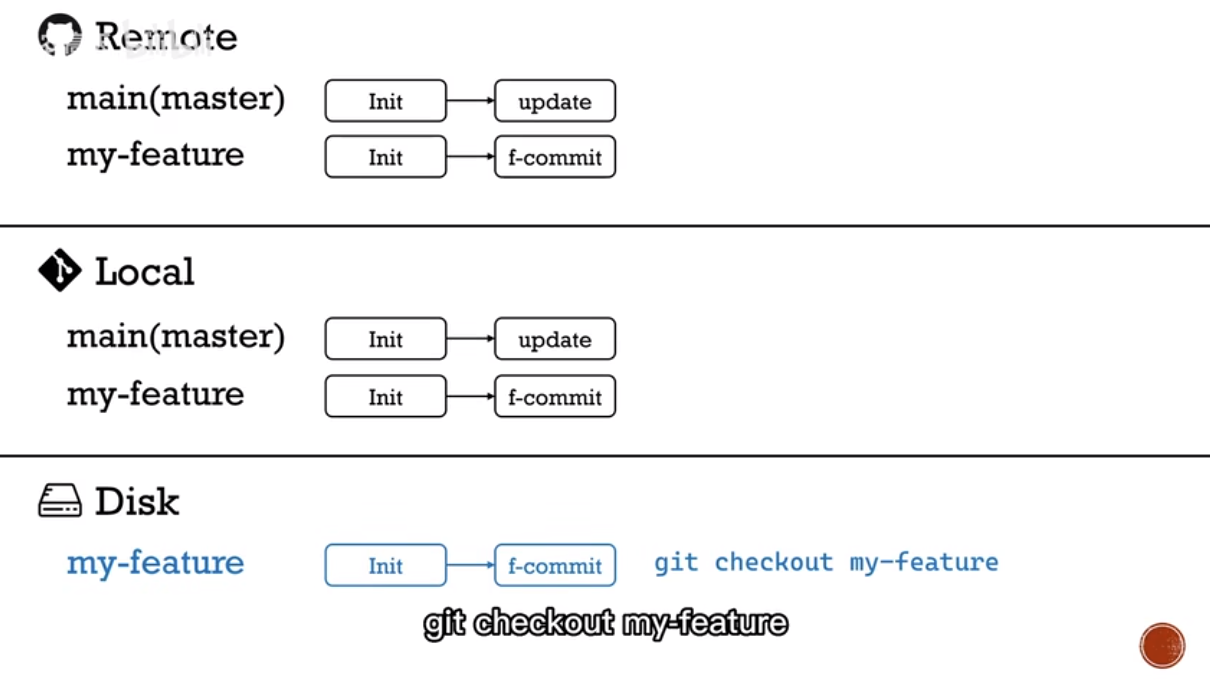 Remote
main(master) Init update
my-feature Init f-commit
Local
main(master) Init update
my-feature Init f-commit
Disk
my-feature Init f-commit git checkout my-feature
git checkout my-feature